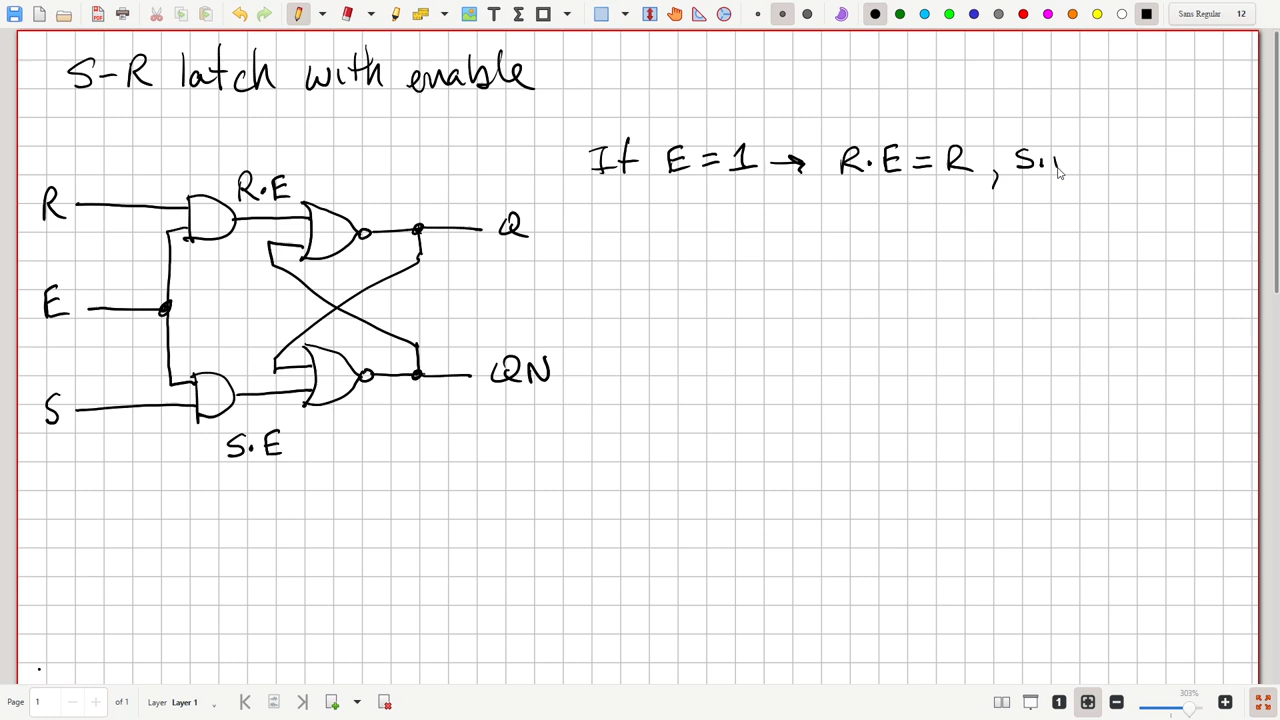 Sans Regular 12
S-R latch with enable
If E = 1 → R·E = R , S·
R·E
R
Q
E
QN
S
S·E
Page 1 of 1 Layer Layer 1
303%